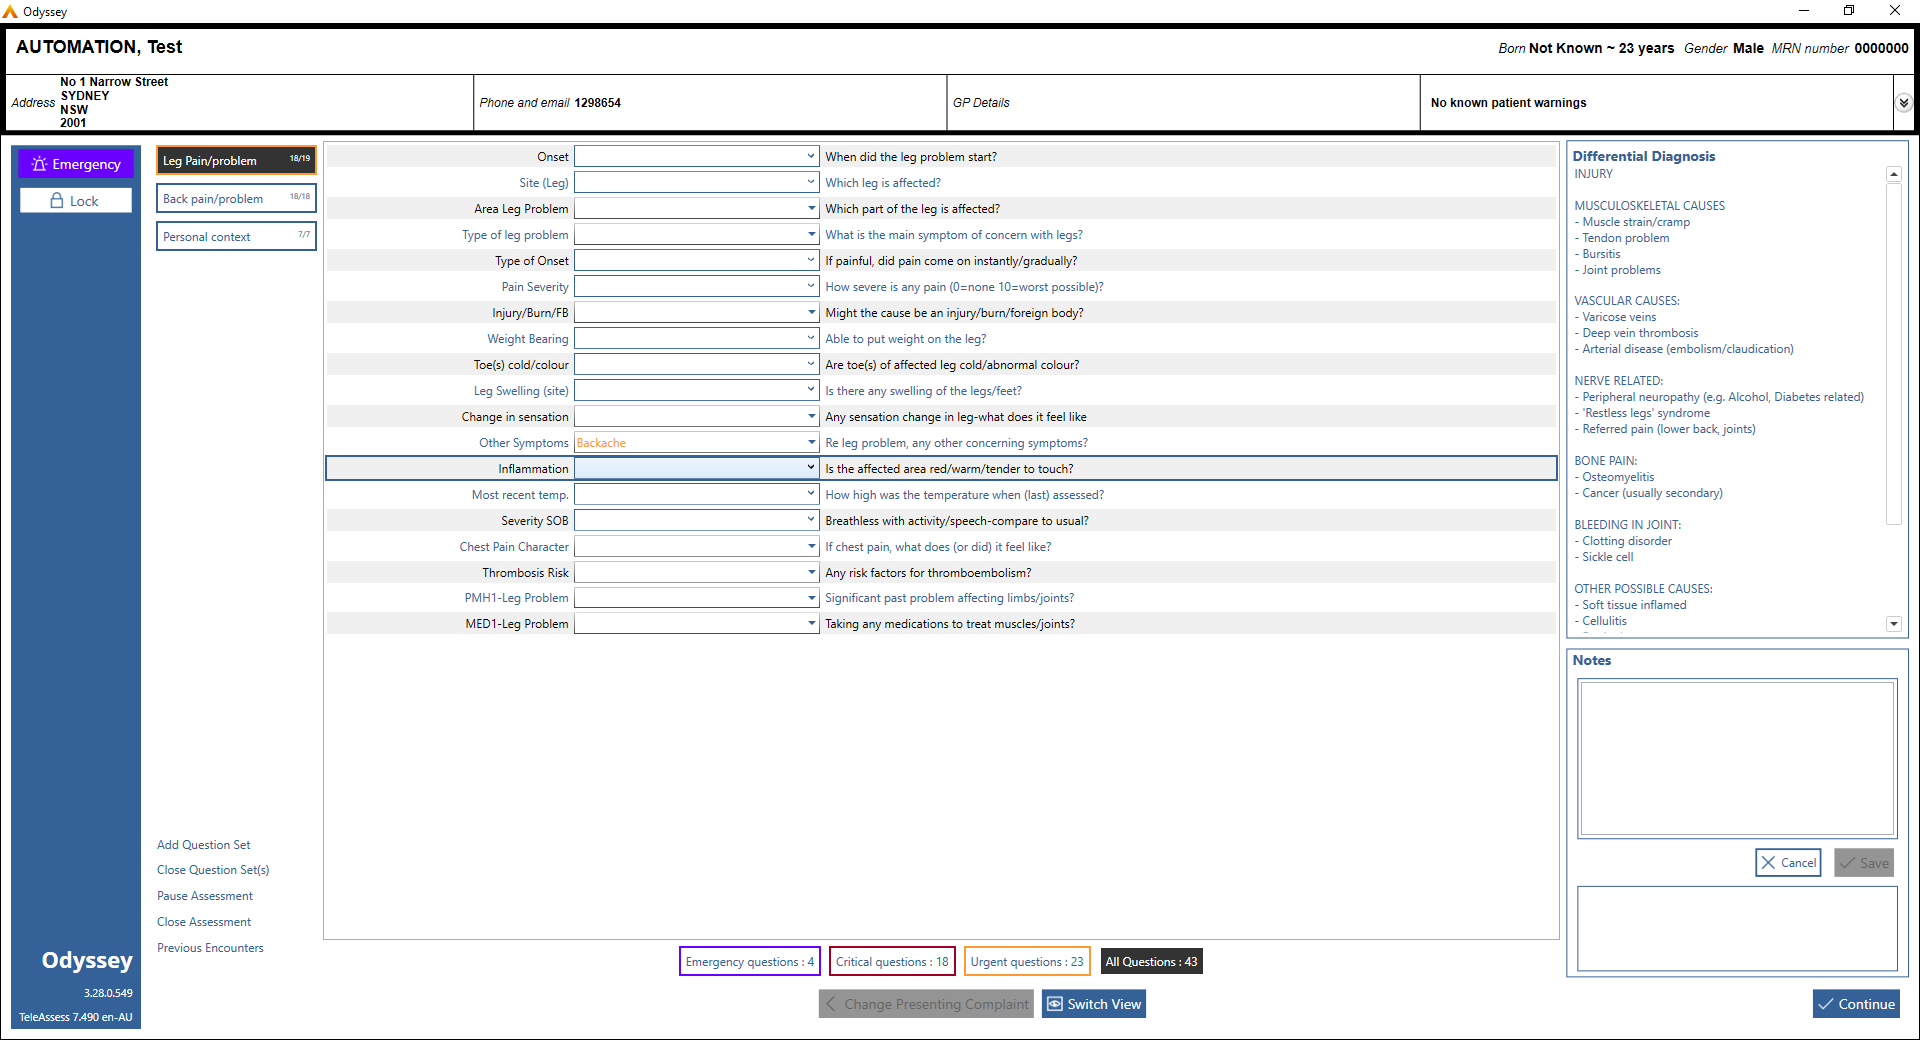 Odyssey
AUTOMATION, Test
Born Not Known ~ 23 years Gender Male MRN number 0000000
Address
No 1 Narrow Street
SYDNEY
NSW
2001
Phone and email 1298654
GP Details
No known patient warnings
Emergency
Lock
Leg Pain/problem 18/19
Back pain/problem 18/18
Personal context 7/7
Onset When did the leg problem start?
Site (Leg) Which leg is affected?
Area Leg Problem Which part of the leg is affected?
Type of leg problem What is the main symptom of concern with legs?
Type of Onset If painful, did pain come on instantly/gradually?
Pain Severity How severe is any pain (0=none 10=worst possible)?
Injury/Burn/FB Might the cause be an injury/burn/foreign body?
Weight Bearing Able to put weight on the leg?
Toe(s) cold/colour Are toe(s) of affected leg cold/abnormal colour?
Leg Swelling (site) Is there any swelling of the legs/feet?
Change in sensation Any sensation change in leg-what does it feel like
Other Symptoms Backache Re leg problem, any other concerning symptoms?
Inflammation Is the affected area red/warm/tender to touch?
Most recent temp. How high was the temperature when (last) assessed?
Severity SOB Breathless with activity/speech-compare to usual?
Chest Pain Character If chest pain, what does (or did) it feel like?
Thrombosis Risk Any risk factors for thromboembolism?
PMH1-Leg Problem Significant past problem affecting limbs/joints?
MED1-Leg Problem Taking any medications to treat muscles/joints?
Differential Diagnosis
INJURY
MUSCULOSKELETAL CAUSES
- Muscle strain/cramp
- Tendon problem
- Bursitis
- Joint problems
VASCULAR CAUSES:
- Varicose veins
- Deep vein thrombosis
- Arterial disease (embolism/claudication)
NERVE RELATED:
- Peripheral neuropathy (e.g. Alcohol, Diabetes related)
- 'Restless legs' syndrome
- Referred pain (lower back, joints)
BONE PAIN:
- Osteomyelitis
- Cancer (usually secondary)
BLEEDING IN JOINT:
- Clotting disorder
- Sickle cell
OTHER POSSIBLE CAUSES:
- Soft tissue inflamed
- Cellulitis
Notes
Cancel
Save
Add Question Set
Close Question Set(s)
Pause Assessment
Close Assessment
Previous Encounters
Odyssey
3.28.0.549
TeleAssess 7.490 en-AU
Emergency questions : 4
Critical questions : 18
Urgent questions : 23
All Questions : 43
Change Presenting Complaint
Switch View
Continue